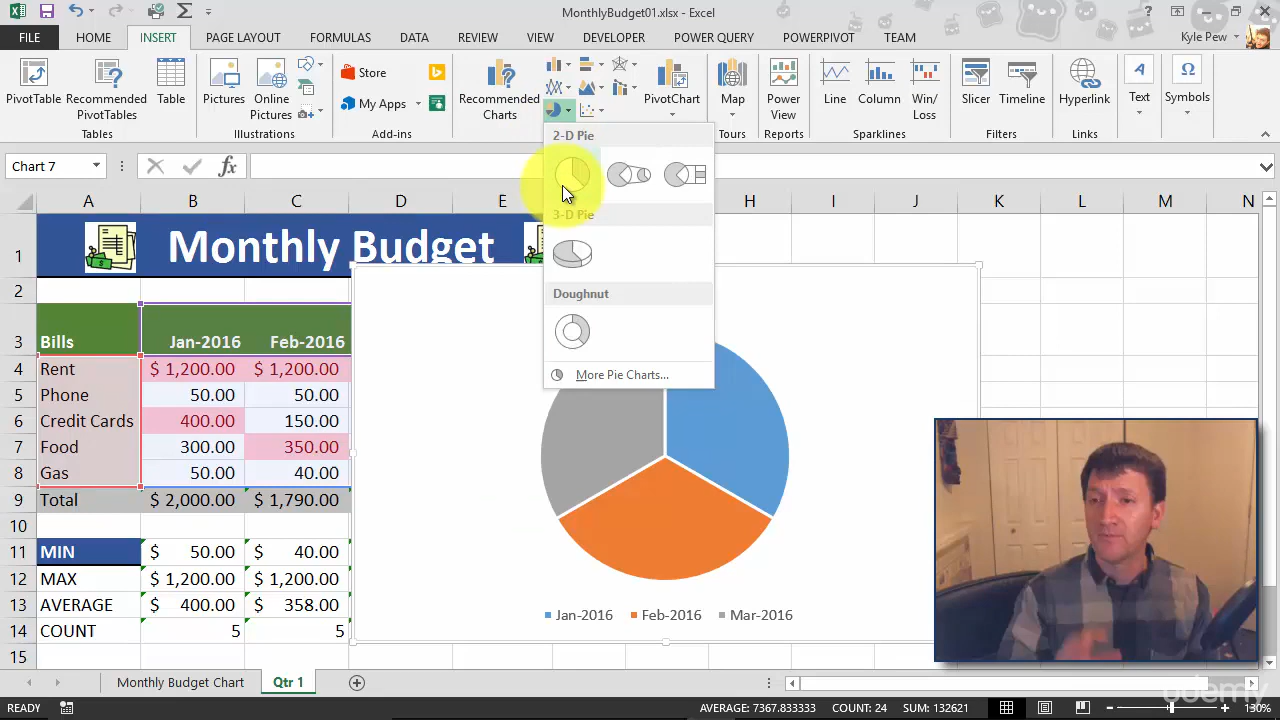 MonthlyBudget01.xlsx - Excel
FILE HOME INSERT PAGE LAYOUT FORMULAS DATA REVIEW VIEW DEVELOPER POWER QUERY POWERPIVOT TEAM Kyle Pew
PivotTable Recommended PivotTables Table Pictures Online Pictures Store My Apps Recommended Charts PivotChart Map Power View Line Column Win/Loss Slicer Timeline Hyperlink Text Symbols
Tables Illustrations Add-ins Tours Reports Sparklines Filters Links
Chart 7 fx
2-D Pie
3-D Pie
Doughnut
More Pie Charts...
A B C D E H I J K L M N
1 Monthly Budget
2
3 Bills Jan-2016 Feb-2016
4 Rent $ 1,200.00 $ 1,200.00
5 Phone 50.00 50.00
6 Credit Cards 400.00 150.00
7 Food 300.00 350.00
8 Gas 50.00 40.00
9 Total $ 2,000.00 $ 1,790.00
10
11 MIN $ 50.00 $ 40.00
12 MAX $ 1,200.00 $ 1,200.00
13 AVERAGE $ 400.00 $ 358.00
14 COUNT 5 5
15
Jan-2016 Feb-2016 Mar-2016
Monthly Budget Chart Qtr 1
READY AVERAGE: 7367.833333 COUNT: 24 SUM: 132621 130%
udemy